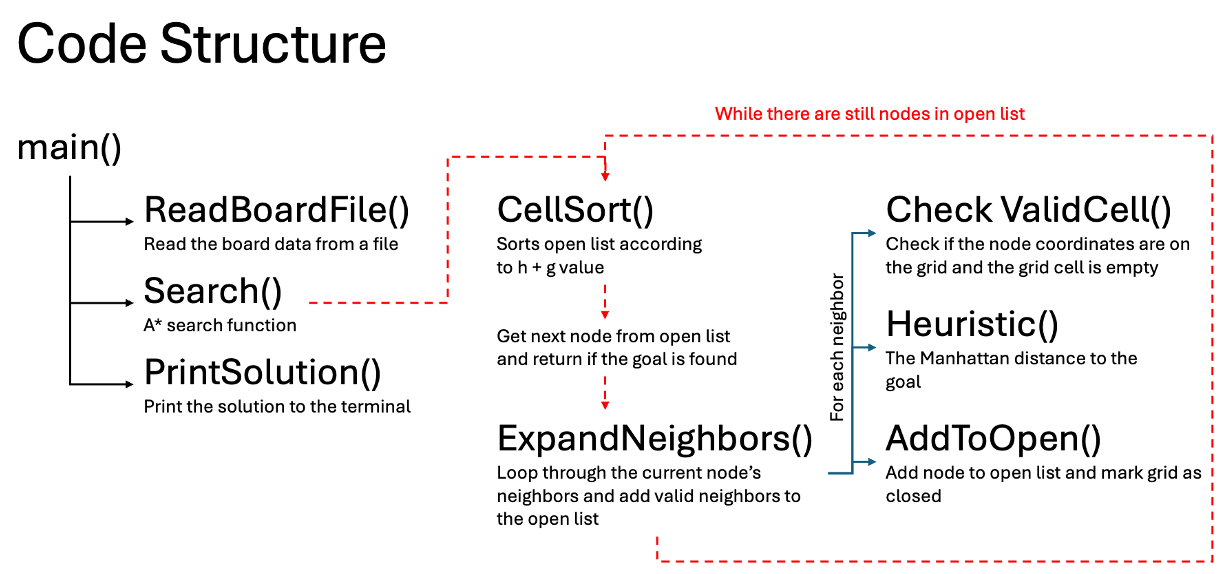 Code Structure
While there are still nodes in open list
main()
ReadBoardFile()
Read the board data from a file
Search()
A* search function
PrintSolution()
Print the solution to the terminal
CellSort()
Sorts open list according
to h + g value
Get next node from open list
and return if the goal is found
ExpandNeighbors()
Loop through the current node’s
neighbors and add valid neighbors to
the open list
For each neighbor
Check ValidCell()
Check if the node coordinates are on
the grid and the grid cell is empty
Heuristic()
The Manhattan distance to the
goal
AddToOpen()
Add node to open list and mark grid as
closed